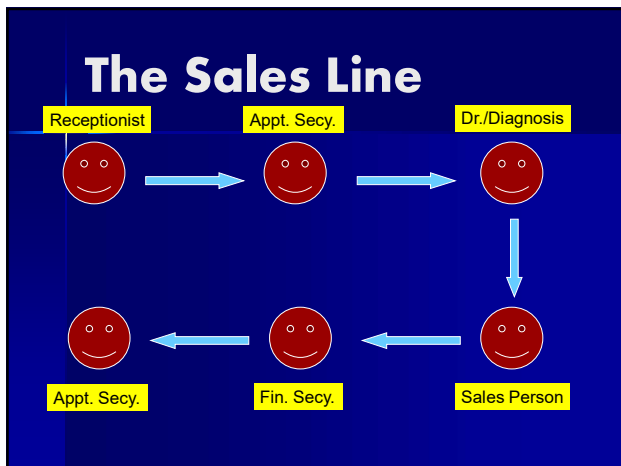 The Sales Line
Receptionist
Appt. Secy.
Dr./Diagnosis
Sales Person
Fin. Secy.
Appt. Secy.